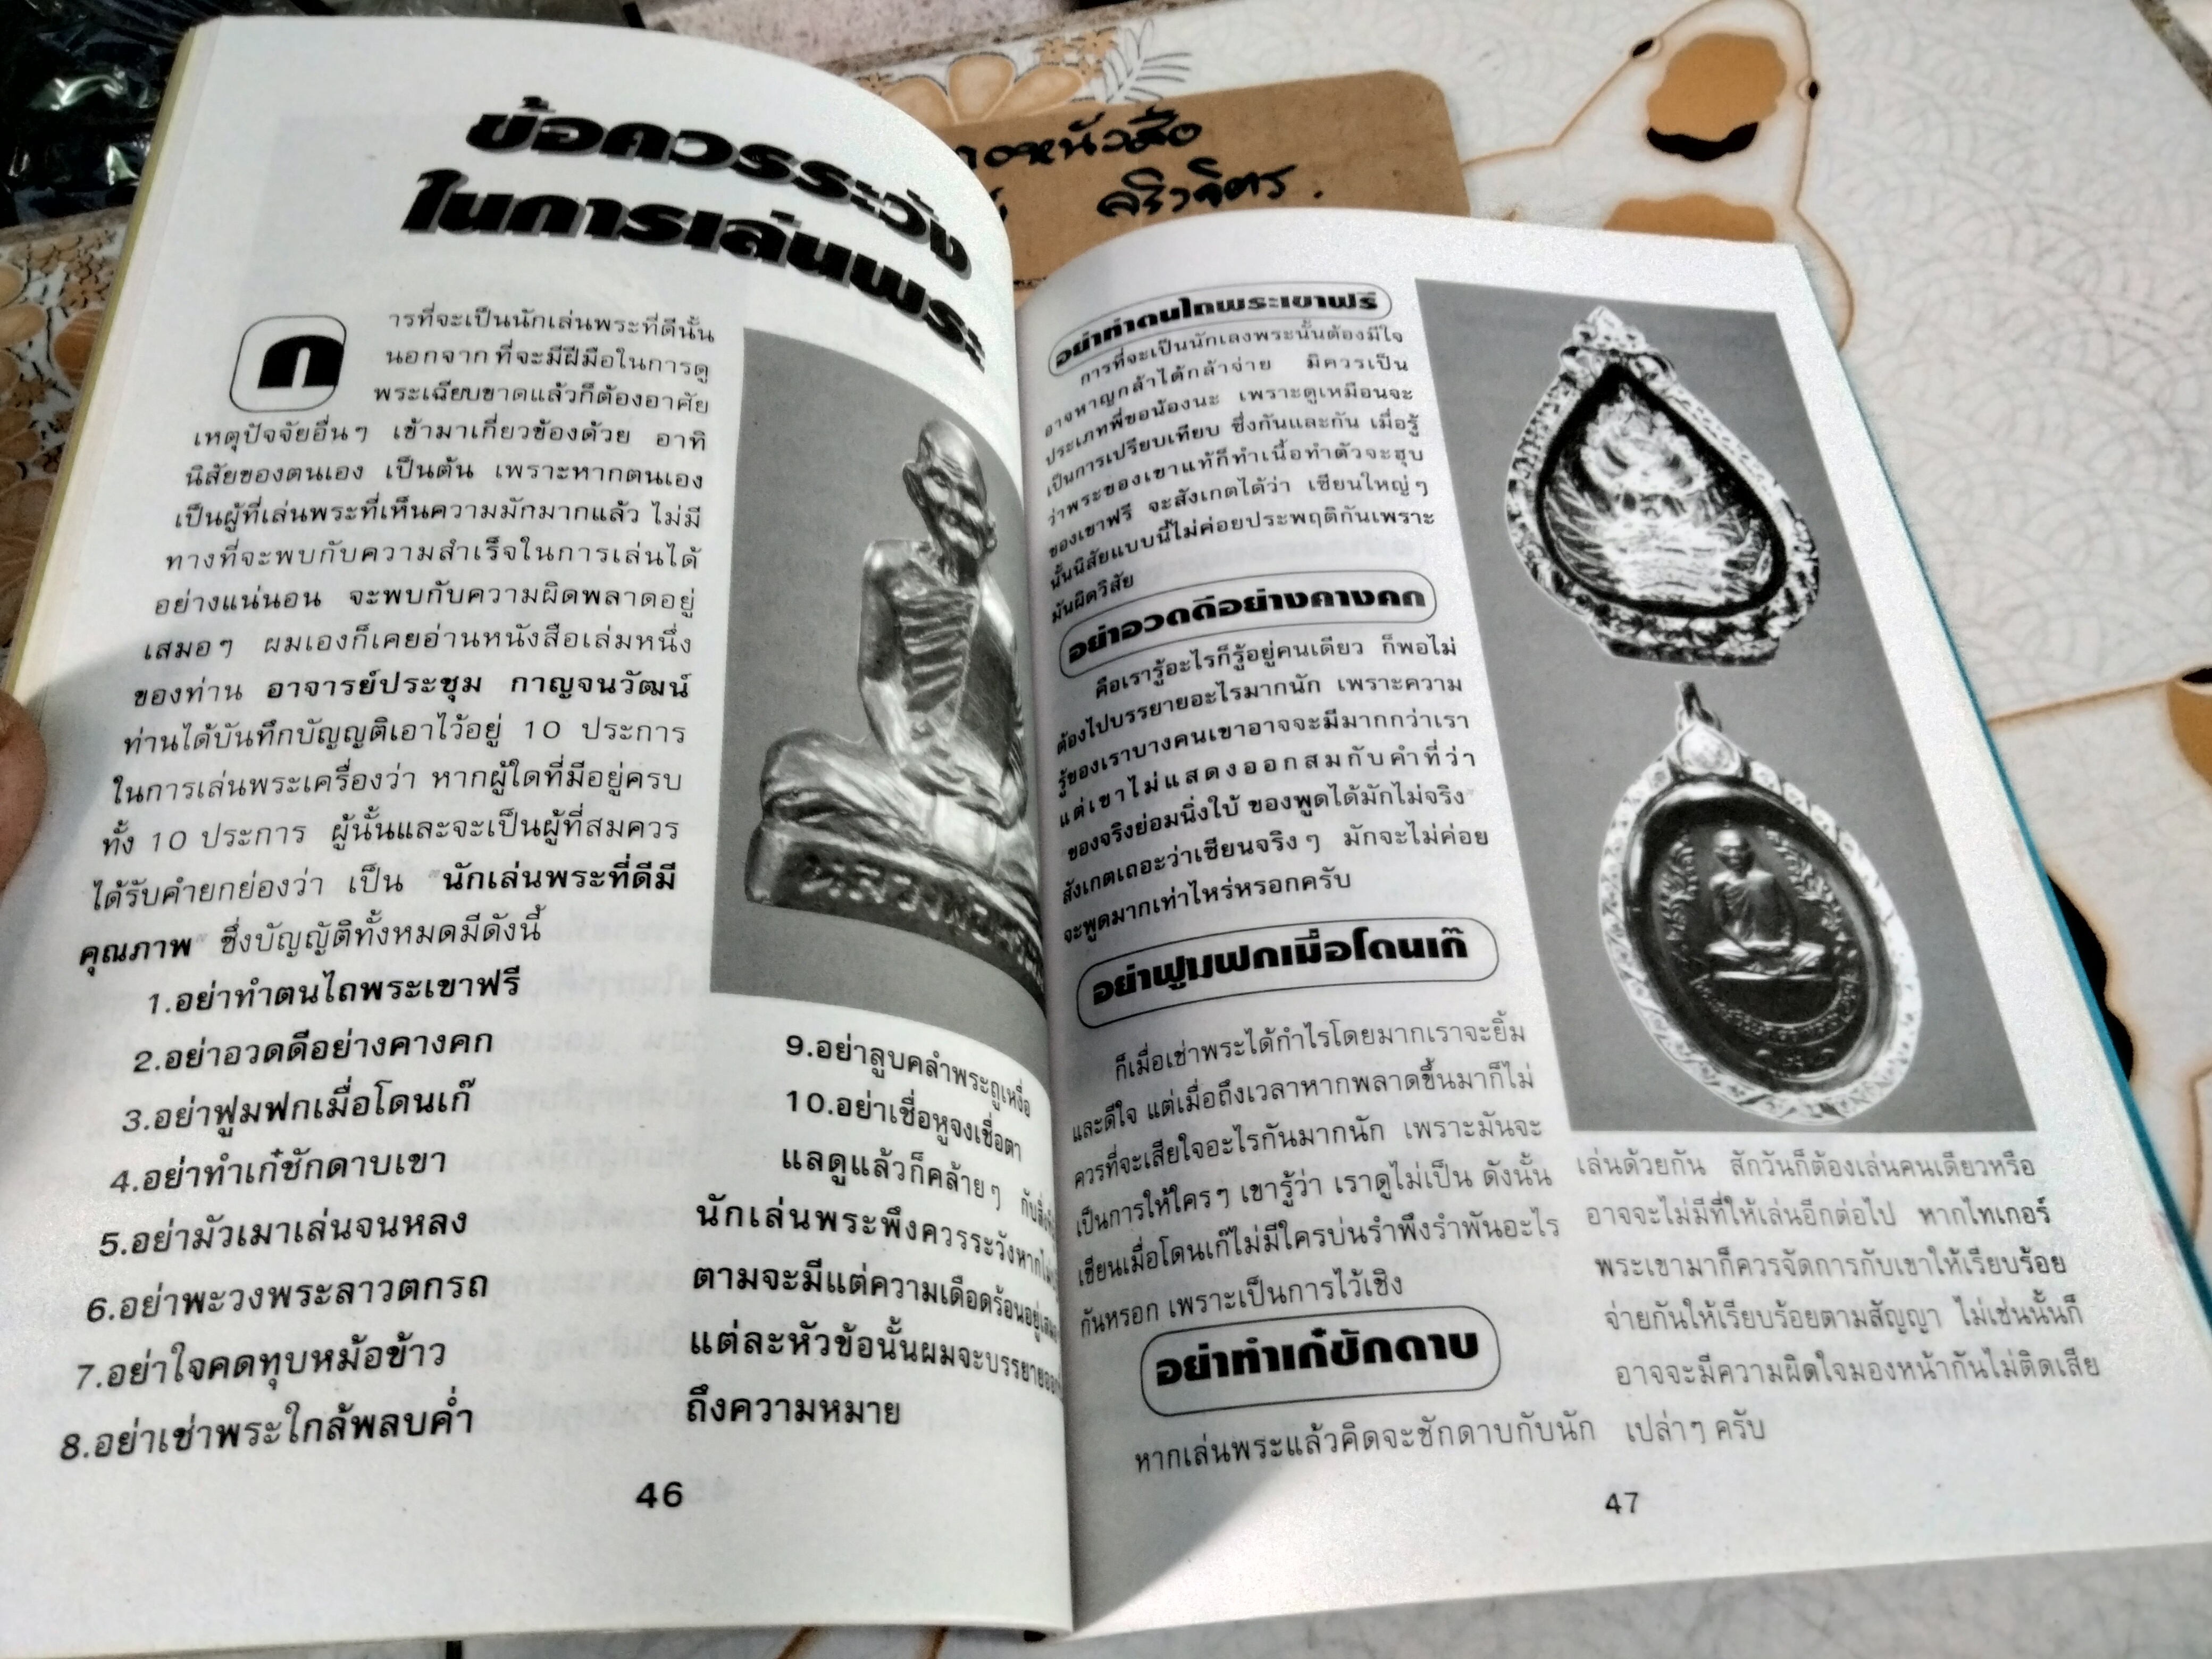 ข้อควรระวัง
ในการเล่นพระ
การที่จะเป็นนักเล่นพระที่ดีนั้น
นอกจาก ที่จะมีฝีมือในการดู
พระเฉียบขาดแล้วก็ต้องอาศัย
เหตุปัจจัยอื่นๆ เข้ามาเกี่ยวข้องด้วย อาทิ
นิสัยของตนเอง เป็นต้น เพราะหากตนเอง
เป็นผู้ที่เล่นพระที่เห็นความมักมากแล้ว ไม่มี
ทางที่จะพบกับความสำเร็จในการเล่นได้
อย่างแน่นอน จะพบกับความผิดพลาดอยู่
เสมอๆ ผมเองก็เคยอ่านหนังสือเล่มหนึ่ง
ของท่าน อาจารย์ประชุม กาญจนวัฒน์
ท่านได้บันทึกบัญญติเอาไว้อยู่ 10 ประการ
ในการเล่นพระเครื่องว่า หากผู้ใดที่มีอยู่ครบ
ทั้ง 10 ประการ ผู้นั้นและจะเป็นผู้ที่สมควร
ได้รับคำยกย่องว่า เป็น "นักเล่นพระที่ดีมี
คุณภาพ" ซึ่งบัญญัติทั้งหมดมีดังนี้
1.อย่าทำตนไถพระเขาฟรี
2.อย่าอวดดีอย่างคางคก
3.อย่าฟูมฟกเมื่อโดนเก๊
4.อย่าทำเก๋ชักดาบเขา
5.อย่ามัวเมาเล่นจนหลง
6.อย่าพะวงพระลาวตกรถ
7.อย่าใจคดทุบหม้อข้าว
8.อย่าเช่าพระใกล้พลบค่ำ
9.อย่าลูบคลำพระถูเหงื่อ
10.อย่าเชื่อหูจงเชื่อตา
แลดูแล้วก็คล้ายๆ
นักเล่นพระพึงควรระวังหาก
ตามจะมีแต่ความเดือดร้อนอยู่
แต่ละหัวข้อนั้นผมจะบรรยาย
ถึงความหมาย
46
หนังสือ
ศริวจิตร.
อย่าทำตนไถพระเขาฟรี
การที่จะเป็นนักเลงพระนั้นต้องมีใจ
อาจหาญกล้าได้กล้าจ่าย มิควรเป็น
ประเภทพี่ขอน้องนะ เพราะดูเหมือนจะ
เป็นการเปรียบเทียบ ซึ่งกันและกัน เมื่อรู้
ว่าพระของเขาแท้ก็ทำเนื้อทำตัวจะฮุบ
ของเขาฟรี จะสังเกตได้ว่า เซียนใหญ่ๆ
นั้นนิสัยแบบนี้ไม่ค่อยประพฤติกันเพราะ
มันผิดวิสัย
อย่าอวดดีอย่างคางคก
คือเรารู้อะไรก็รู้อยู่คนเดียว ก็พอไม่
ต้องไปบรรยายอะไรมากนัก เพราะความ
รู้ของเราบางคนเขาอาจจะมีมากกว่าเรา
แต่เขาไม่แสดงออกสมกับคำที่ว่า
ของจริงย่อมนิ่งใบ้ ของพูดได้มักไม่จริง"
สังเกตเถอะว่าเซียนจริงๆ มักจะไม่ค่อย
จะพูดมากเท่าไหร่หรอกครับ
อย่าฟูมฟกเมื่อโดนเก๊
ก็เมื่อเช่าพระได้กำไรโดยมากเราจะยิ้ม
และดีใจ แต่เมื่อถึงเวลาหากพลาดขึ้นมาก็ไม่
ควรที่จะเสียใจอะไรกันมากนัก เพราะมันจะ
เป็นการให้ใครๆ เขารู้ว่า เราดูไม่เป็น ดังนั้น
เซียนเมื่อโดนเก๊ไม่มีใครบ่นรำพึงรำพันอะไร
กันหรอก เพราะเป็นการไว้เชิง
อย่าทำเก๋ชักดาบ
หากเล่นพระแล้วคิดจะชักดาบกับนัก
เล่นด้วยกัน สักวันก็ต้องเล่นคนเดียวหรือ
อาจจะไม่มีที่ให้เล่นอีกต่อไป หากไทเกอร์
พระเขามาก็ควรจัดการกับเขาให้เรียบร้อย
จ่ายกันให้เรียบร้อยตามสัญญา ไม่เช่นนั้นก็
อาจจะมีความผิดใจมองหน้ากันไม่ติดเสีย
เปล่าๆ ครับ
47